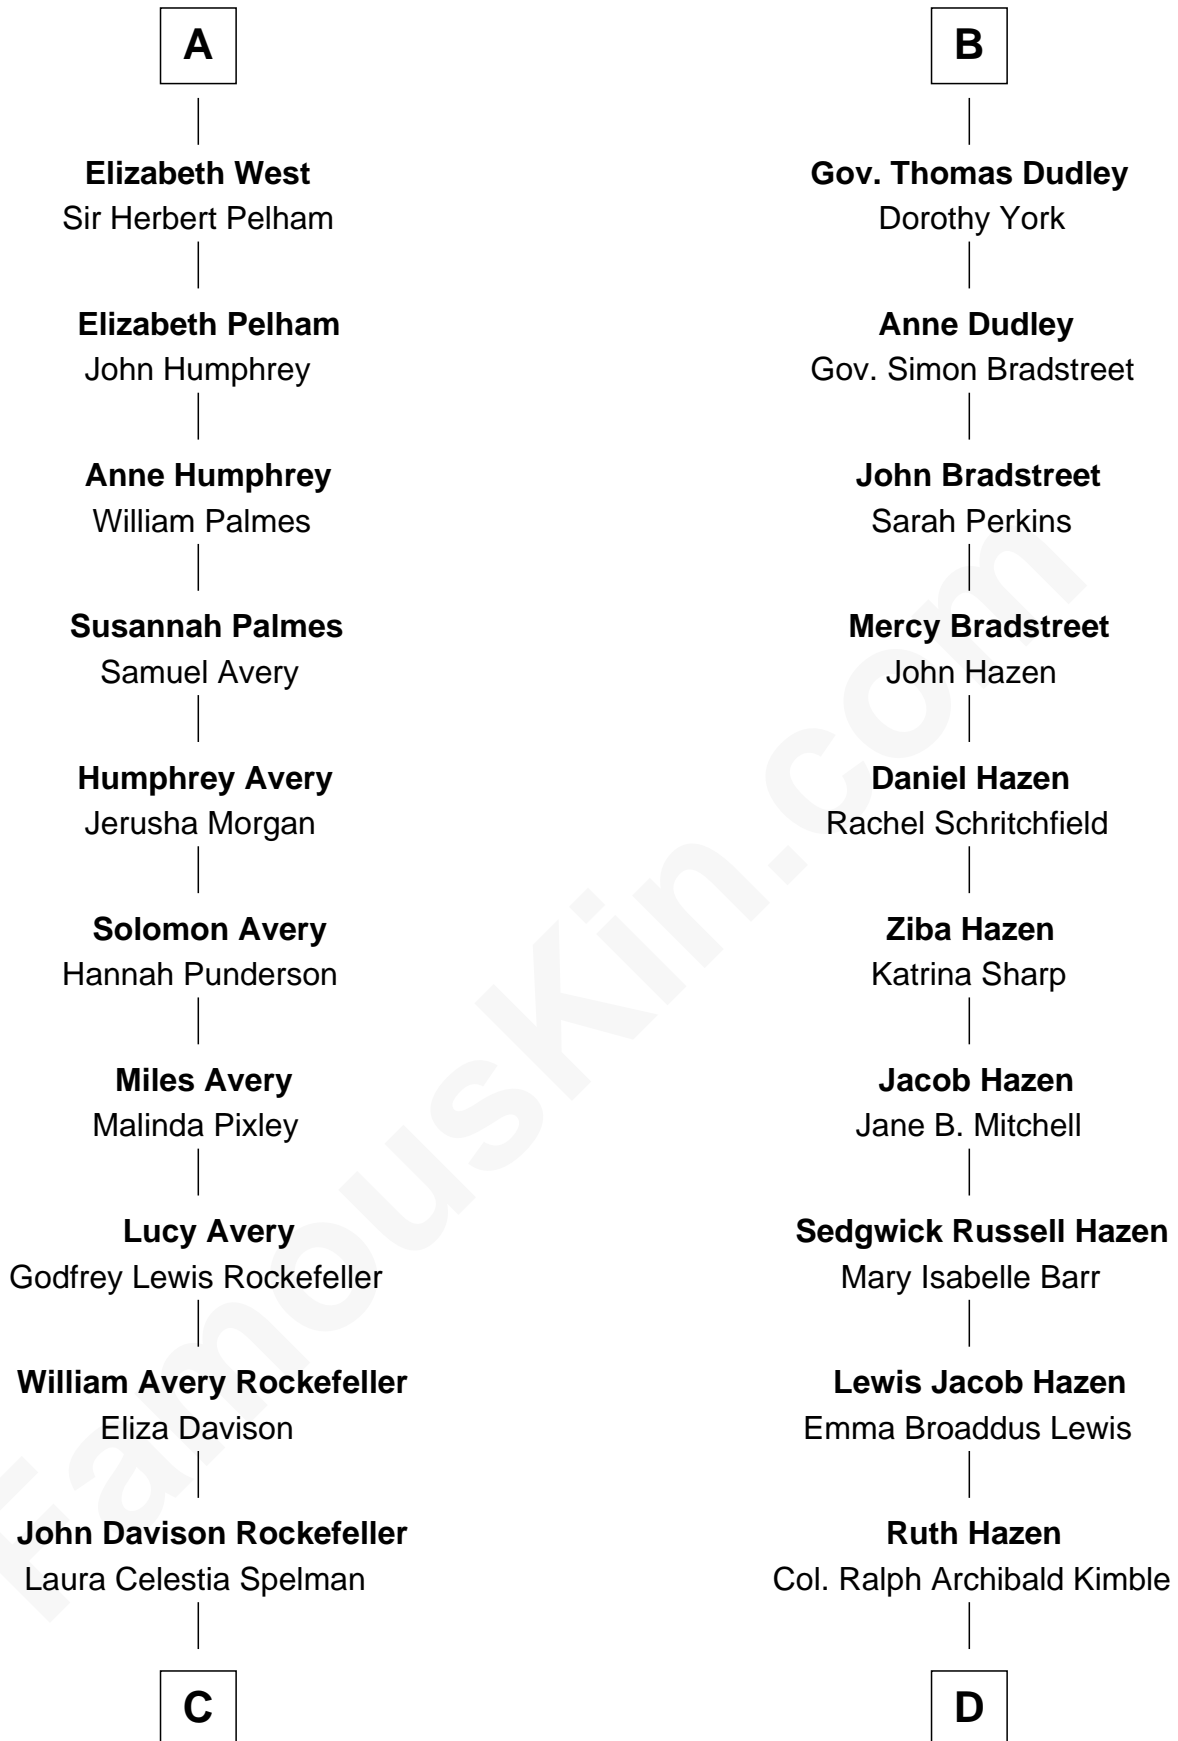 A
Elizabeth West
Sir Herbert Pelham
Elizabeth Pelham
John Humphrey
Anne Humphrey
William Palmes
Susannah Palmes
Samuel Avery
Humphrey Avery
Jerusha Morgan
Solomon Avery
Hannah Punderson
Miles Avery
Malinda Pixley
Lucy Avery
Godfrey Lewis Rockefeller
William Avery Rockefeller
Eliza Davison
John Davison Rockefeller
Laura Celestia Spelman
C
B
Gov. Thomas Dudley
Dorothy York
Anne Dudley
Gov. Simon Bradstreet
John Bradstreet
Sarah Perkins
Mercy Bradstreet
John Hazen
Daniel Hazen
Rachel Schritchfield
Ziba Hazen
Katrina Sharp
Jacob Hazen
Jane B. Mitchell
Sedgwick Russell Hazen
Mary Isabelle Barr
Lewis Jacob Hazen
Emma Broaddus Lewis
Ruth Hazen
Col. Ralph Archibald Kimble
D
FamousKin.com